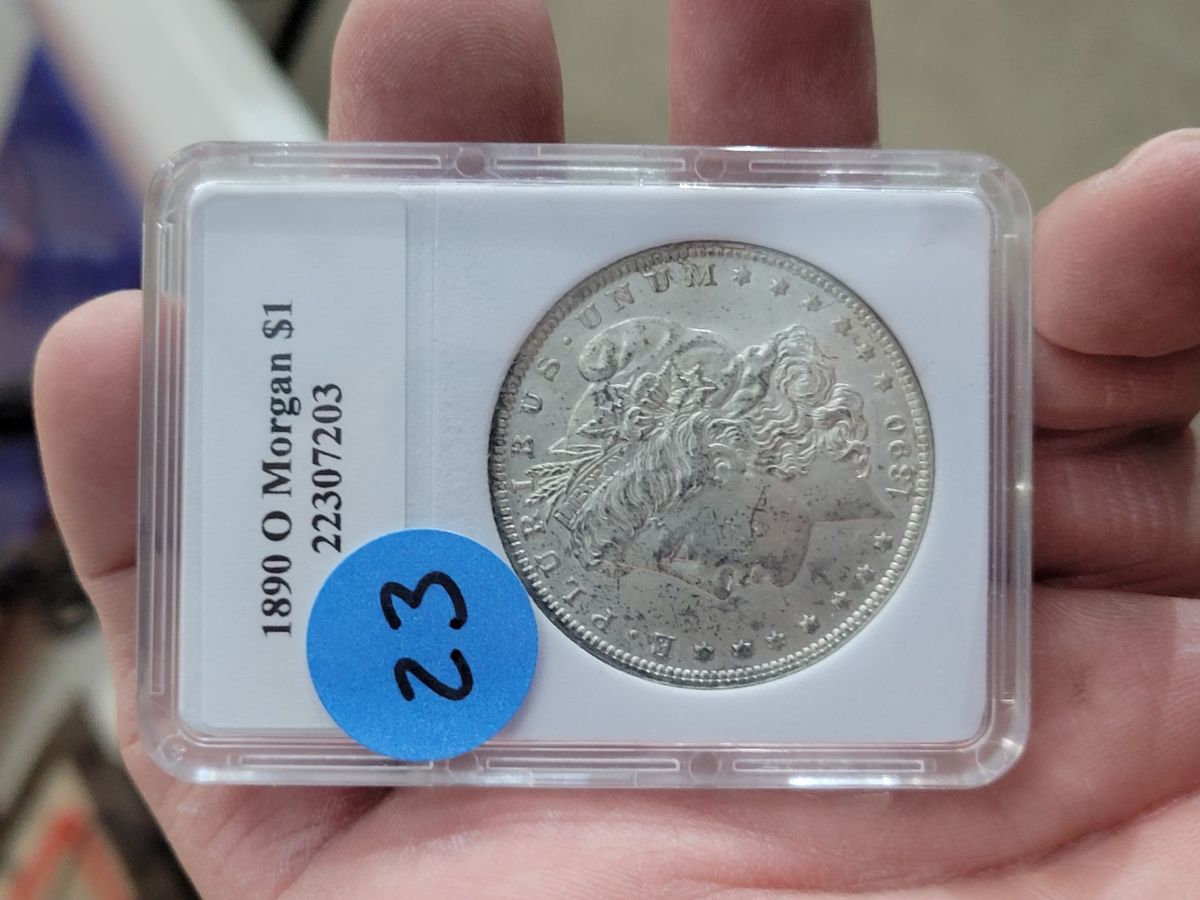 1890 O Morgan $1
22307203
23
E·PLURIBUS·UNUM
LIBERTY
1890